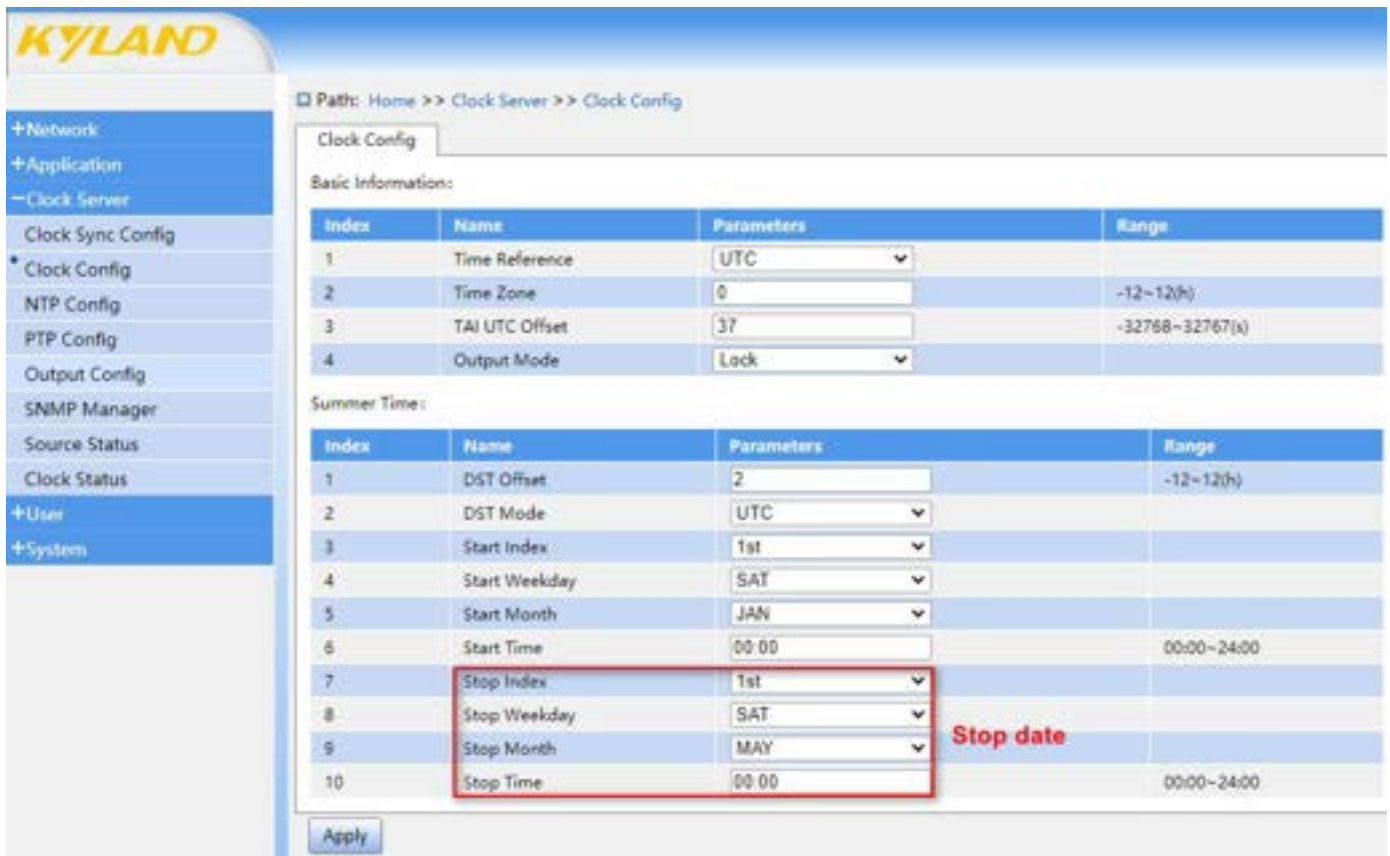 KYLAND
Path: Home >> Clock Server >> Clock Config
+Network
+Application
−Clock Server
Clock Sync Config
Clock Config
NTP Config
PTP Config
Output Config
SNMP Manager
Source Status
Clock Status
+User
+System
Clock Config
Basic Information:
Index Name Parameters Range
1 Time Reference UTC
2 Time Zone 0 -12~12(h)
3 TAI UTC Offset 37 -32768~32767(s)
4 Output Mode Lock
Summer Time:
Index Name Parameters Range
1 DST Offset 2 -12~12(h)
2 DST Mode UTC
3 Start Index 1st
4 Start Weekday SAT
5 Start Month JAN
6 Start Time 00:00 00:00~24:00
7 Stop Index 1st
8 Stop Weekday SAT
9 Stop Month MAY
10 Stop Time 00:00 00:00~24:00
Stop date
Apply